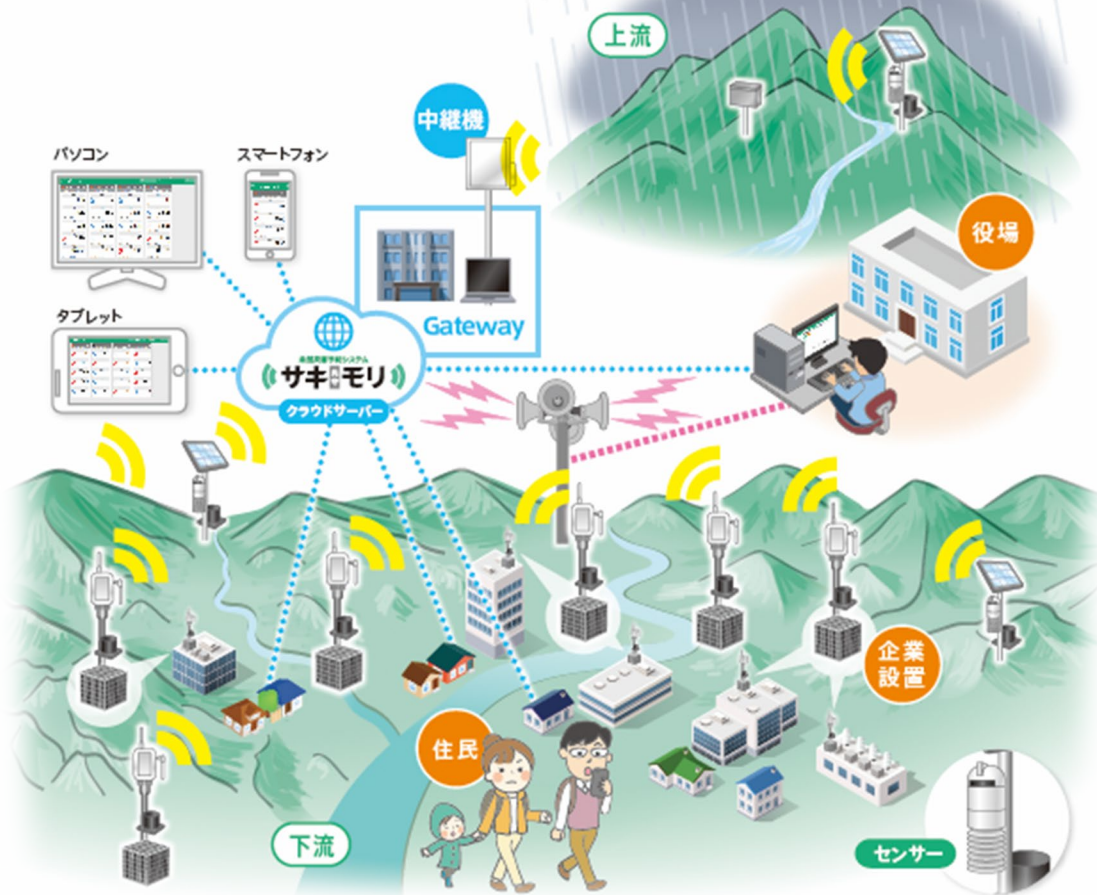 上流
中継機
パソコン
スマートフォン
役場
タブレット
Gateway
サキモリ
クラウドサーバー
企業
設置
住民
下流
センサー